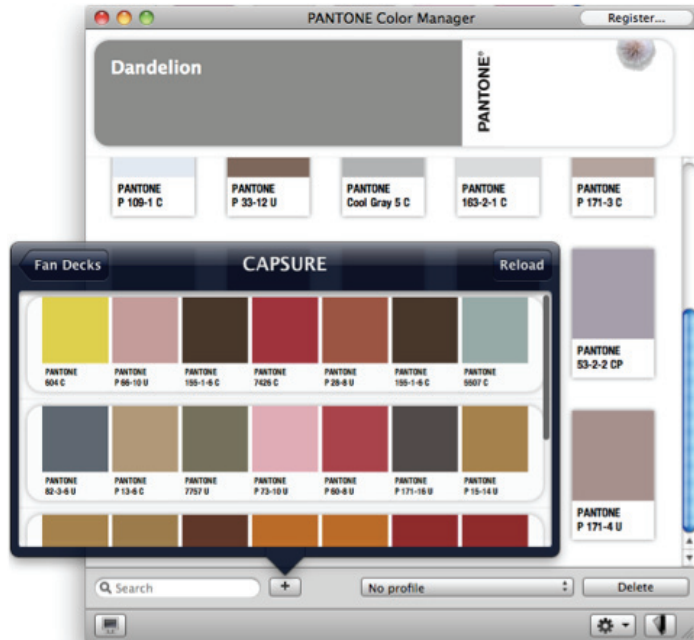 PANTONE Color Manager
Register...
Dandelion
PANTONE®
PANTONE
P 109-1 C
PANTONE
P 33-12 U
PANTONE
Cool Gray 5 C
PANTONE
163-2-1 C
PANTONE
P 171-3 C
Fan Decks
CAPSURE
Reload
PANTONE
604 C
PANTONE
P 66-10 U
PANTONE
155-1-6 C
PANTONE
7426 C
PANTONE
P 28-8 U
PANTONE
155-1-6 C
PANTONE
5507 C
PANTONE
53-2-2 CP
PANTONE
82-3-6 U
PANTONE
P 13-6 C
PANTONE
7757 U
PANTONE
P 73-10 U
PANTONE
P 60-8 U
PANTONE
P 171-16 U
PANTONE
P 15-14 U
PANTONE
P 171-4 U
Search
+
No profile
Delete